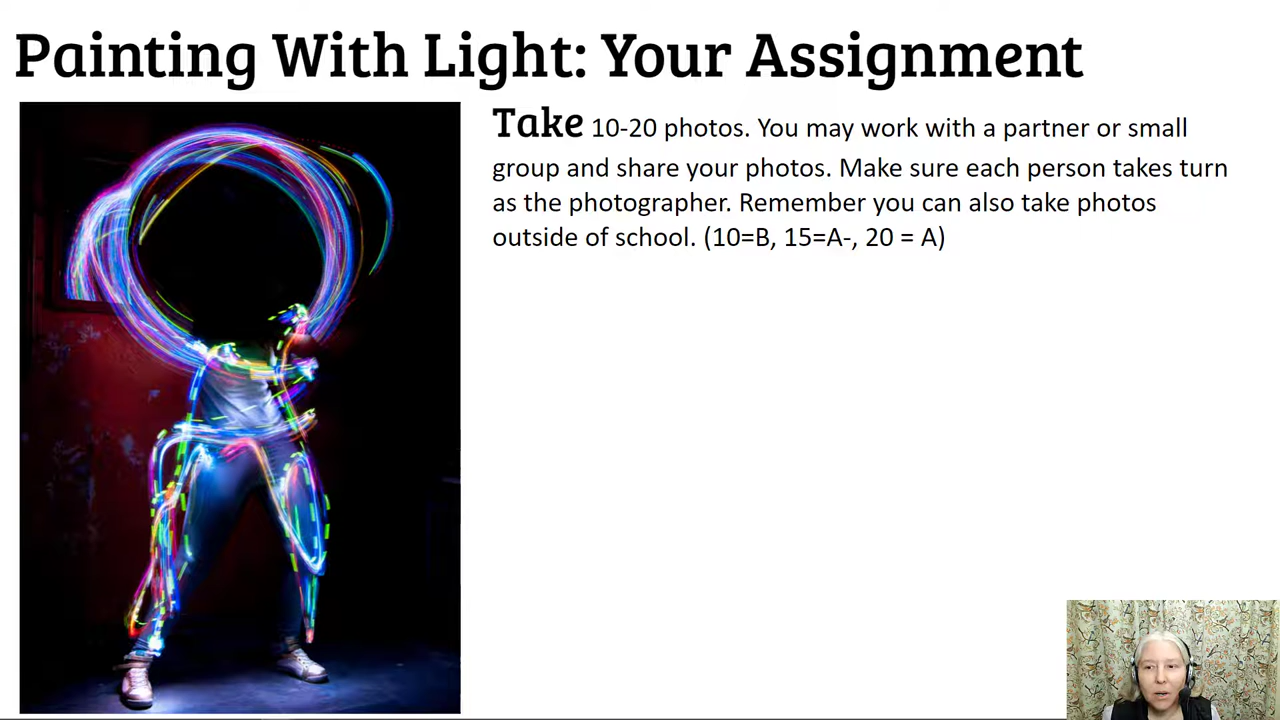 Painting With Light: Your Assignment
Take 10-20 photos. You may work with a partner or small
group and share your photos. Make sure each person takes turn
as the photographer. Remember you can also take photos
outside of school. (10=B, 15=A-, 20 = A)